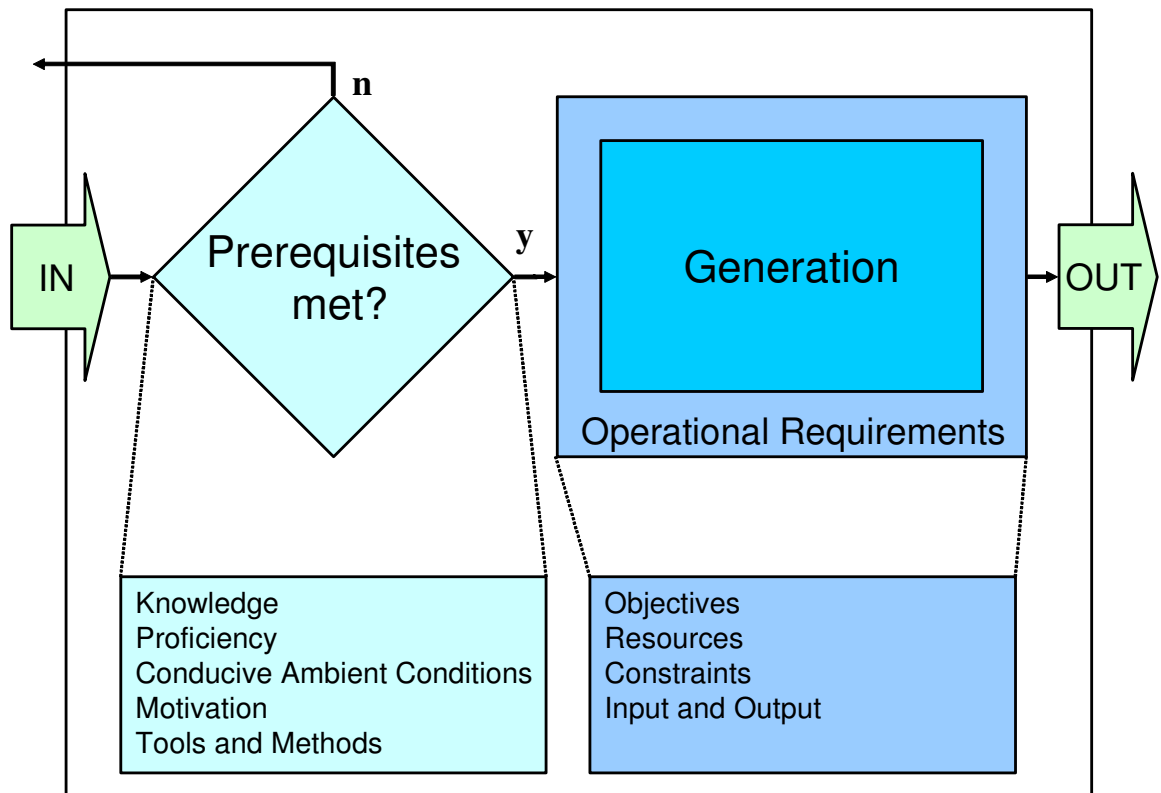 n
IN
Prerequisites
met?
y
Generation
Operational Requirements
OUT
Knowledge
Proficiency
Conducive Ambient Conditions
Motivation
Tools and Methods
Objectives
Resources
Constraints
Input and Output